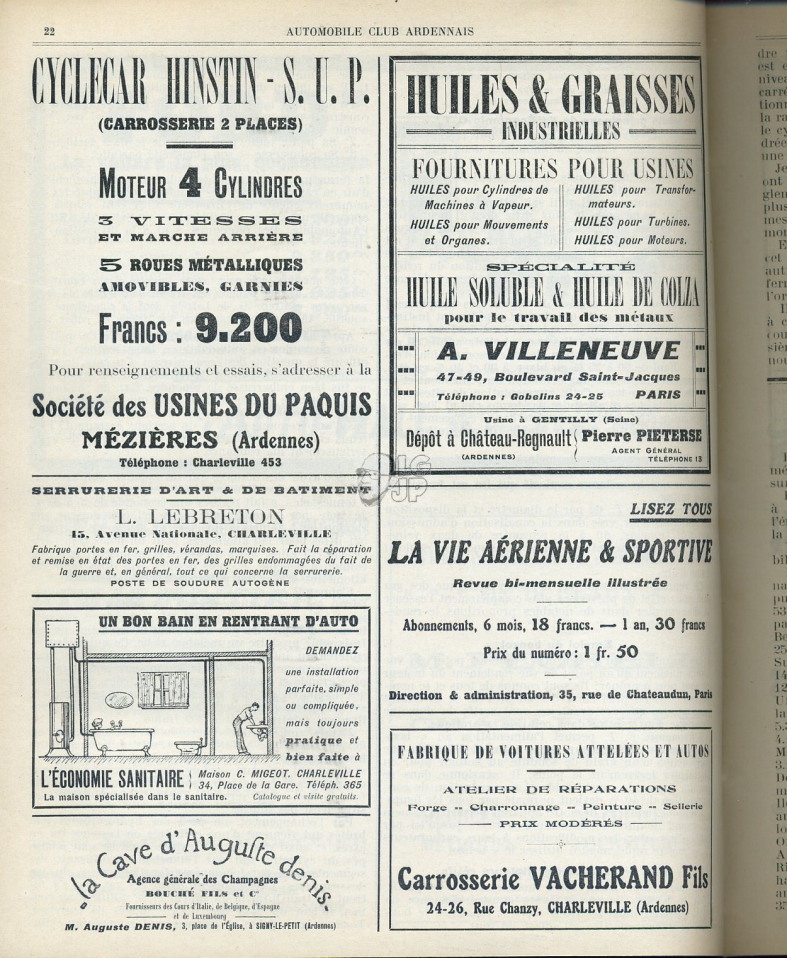 22
AUTOMOBILE CLUB ARDENNAIS
CYCLECAR HINSTIN - S. U. P.
(CARROSSERIE 2 PLACES)
MOTEUR 4 CYLINDRES
3 VITESSES
ET MARCHE ARRIÈRE
5 ROUES MÉTALLIQUES
AMOVIBLES, GARNIES
Francs : 9.200
Pour renseignements et essais, s'adresser à la
Société des USINES DU PAQUIS
MÉZIÈRES (Ardennes)
Téléphone : Charleville 453
SERRURERIE D'ART & DE BATIMENT
L. LEBRETON
15, Avenue Nationale, CHARLEVILLE
Fabrique portes en fer, grilles, vérandas, marquises. Fait la réparation
et remise en état des portes en fer, des grilles endommagées du fait de
la guerre et, en général, tout ce qui concerne la serrurerie.
POSTE DE SOUDURE AUTOGÈNE
UN BON BAIN EN RENTRANT D'AUTO
DEMANDEZ
une installation
parfaite, simple
ou compliquée,
mais toujours
pratique et
bien faite à
L'ÉCONOMIE SANITAIRE
Maison C. MIGEOT, CHARLEVILLE
34, Place de la Gare. Téléph. 365
La maison spécialisée dans le sanitaire. Catalogue et visite gratuits.
La Cave d'Auguste denis.
Agence générale des Champagnes
BOUCHÉ FILS et Cº
Fournisseurs des Cours d'Italie, de Belgique, d'Espagne
et de Luxembourg
M. Auguste DENIS, 3, place de l'Église, à SIGNY-LE-PETIT (Ardennes)
HUILES & GRAISSES
INDUSTRIELLES
FOURNITURES POUR USINES
HUILES pour Cylindres de
Machines à Vapeur.
HUILES pour Mouvements
et Organes.
HUILES pour Transfor-
mateurs.
HUILES pour Turbines.
HUILES pour Moteurs.
SPÉCIALITÉ
HUILE SOLUBLE & HUILE DE COLZA
pour le travail des métaux
A. VILLENEUVE
47-49, Boulevard Saint-Jacques
Téléphone : Gobelins 24-25 PARIS
Usine à GENTILLY (Seine)
Dépôt à Château-Regnault
(ARDENNES)
Pierre PIETERSE
AGENT GÉNÉRAL
TÉLÉPHONE 13
LISEZ TOUS
LA VIE AÉRIENNE & SPORTIVE
Revue bi-mensuelle illustrée
Abonnements, 6 mois, 18 francs. — 1 an, 30 francs
Prix du numéro : 1 fr. 50
Direction & administration, 35, rue de Chateaudun, Paris
FABRIQUE DE VOITURES ATTELÉES ET AUTOS
ATELIER DE RÉPARATIONS
Forge -- Charronnage -- Peinture -- Sellerie
PRIX MODÉRÉS
Carrosserie VACHERAND Fils
24-26, Rue Chanzy, CHARLEVILLE (Ardennes)